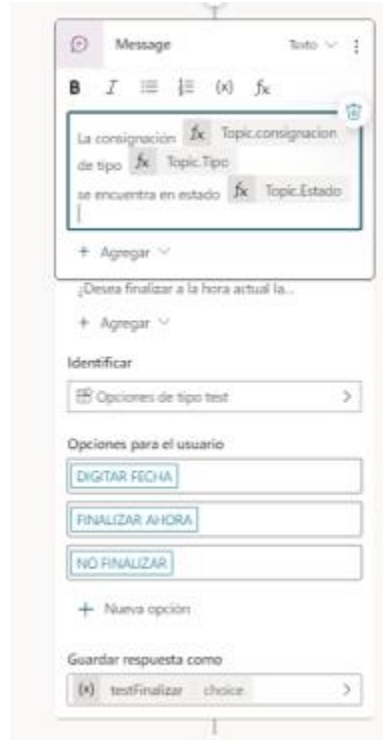 Message Texto
B I (x) fx
La consignación fx Topic.consignacion
de tipo fx Topic.Tipo
se encuentra en estado fx Topic.Estado
+ Agregar
¿Desea finalizar a la hora actual la...
+ Agregar
Identificar
Opciones de tipo test
Opciones para el usuario
DIGITAR FECHA
FINALIZAR AHORA
NO FINALIZAR
+ Nueva opción
Guardar respuesta como
(x) testFinalizar choice